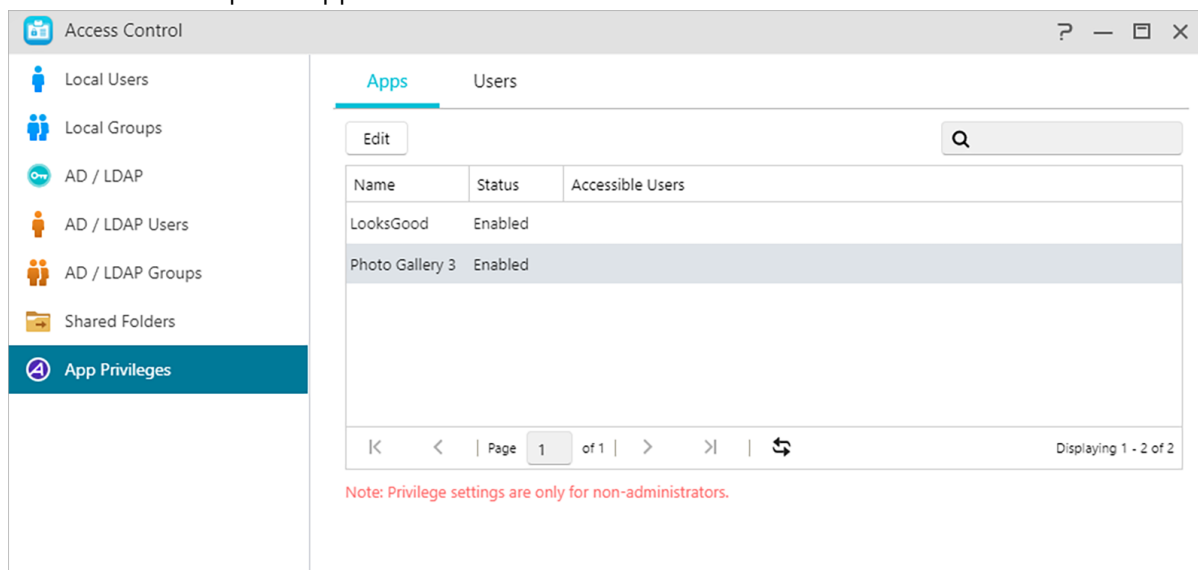 Access Control
Local Users
Local Groups
AD / LDAP
AD / LDAP Users
AD / LDAP Groups
Shared Folders
App Privileges
Apps Users
Edit
Name Status Accessible Users
LooksGood Enabled
Photo Gallery 3 Enabled
Page 1 of 1 Displaying 1 - 2 of 2
Note: Privilege settings are only for non-administrators.